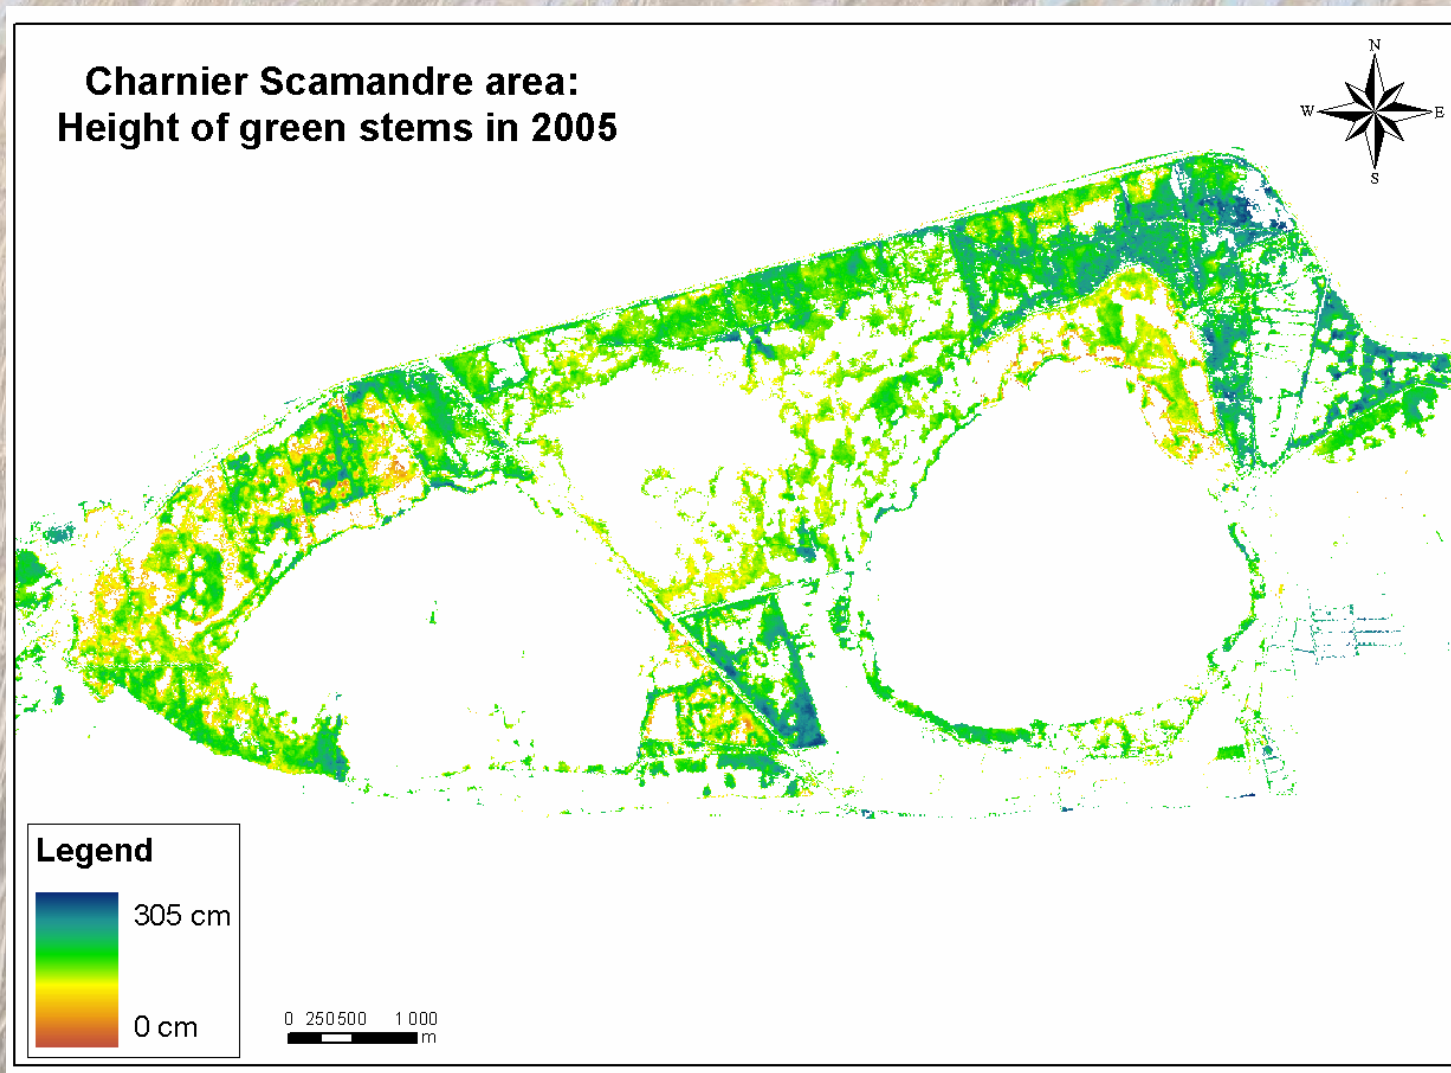 Charnier Scamandre area:
Height of green stems in 2005
N
W E
S
Legend
305 cm
0 cm
0 250 500 1 000
m